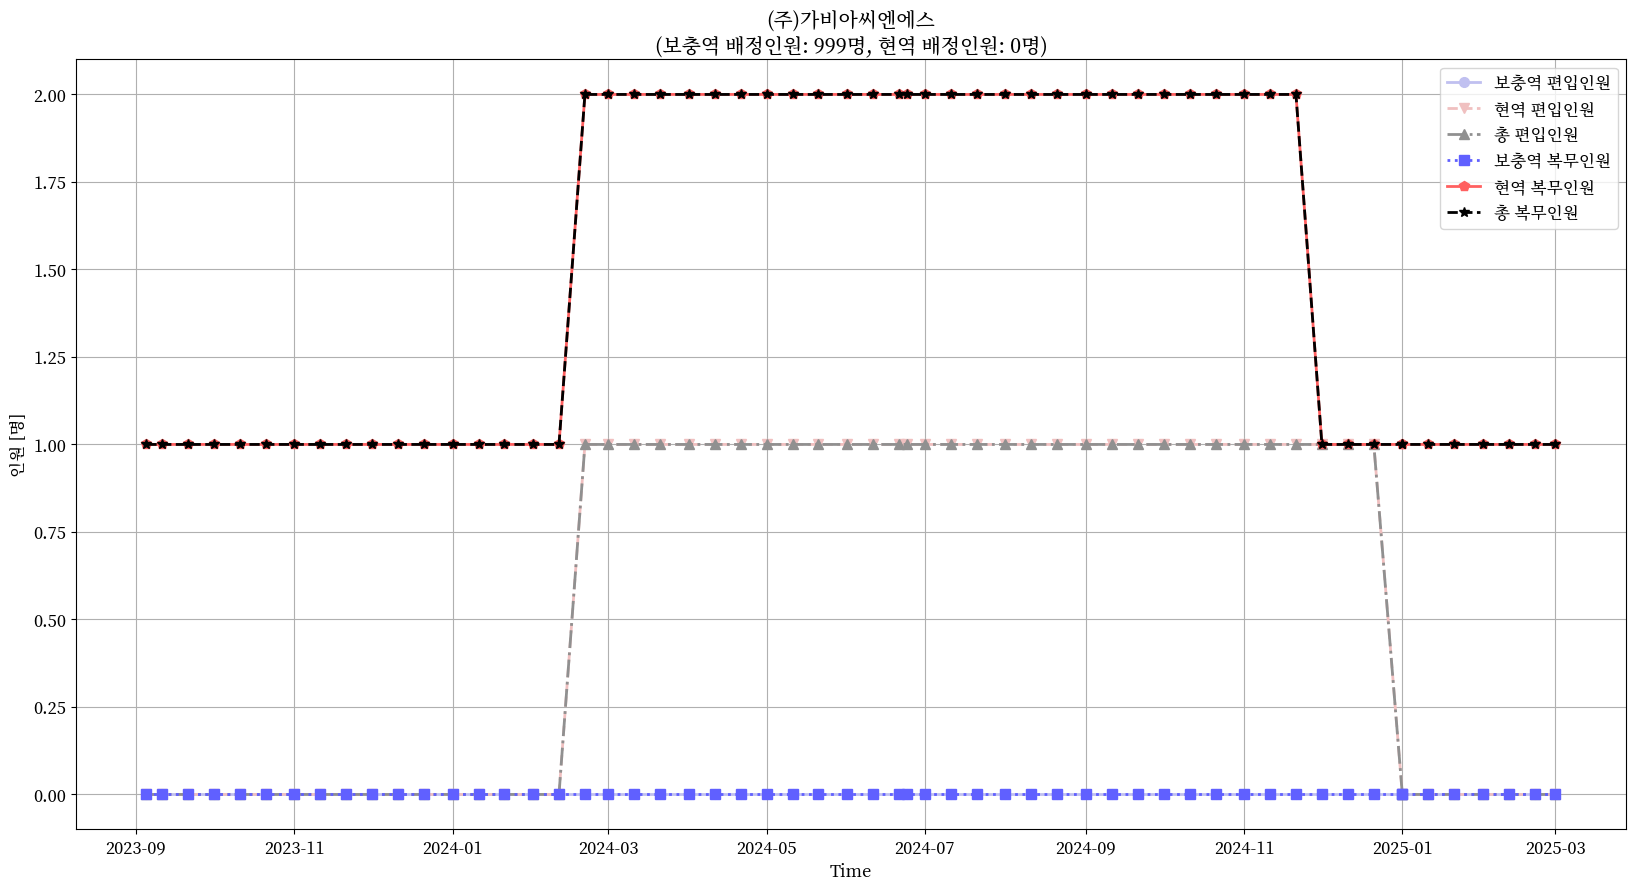 (주)가비아씨엔에스
(보충역 배정인원: 999명, 현역 배정인원: 0명)
보충역 편입인원
현역 편입인원
총 편입인원
보충역 복무인원
현역 복무인원
총 복무인원
2.00
1.75
1.50
1.25
1.00
0.75
0.50
0.25
0.00
인원 [명]
2023-09 2023-11 2024-01 2024-03 2024-05 2024-07 2024-09 2024-11 2025-01 2025-03
Time